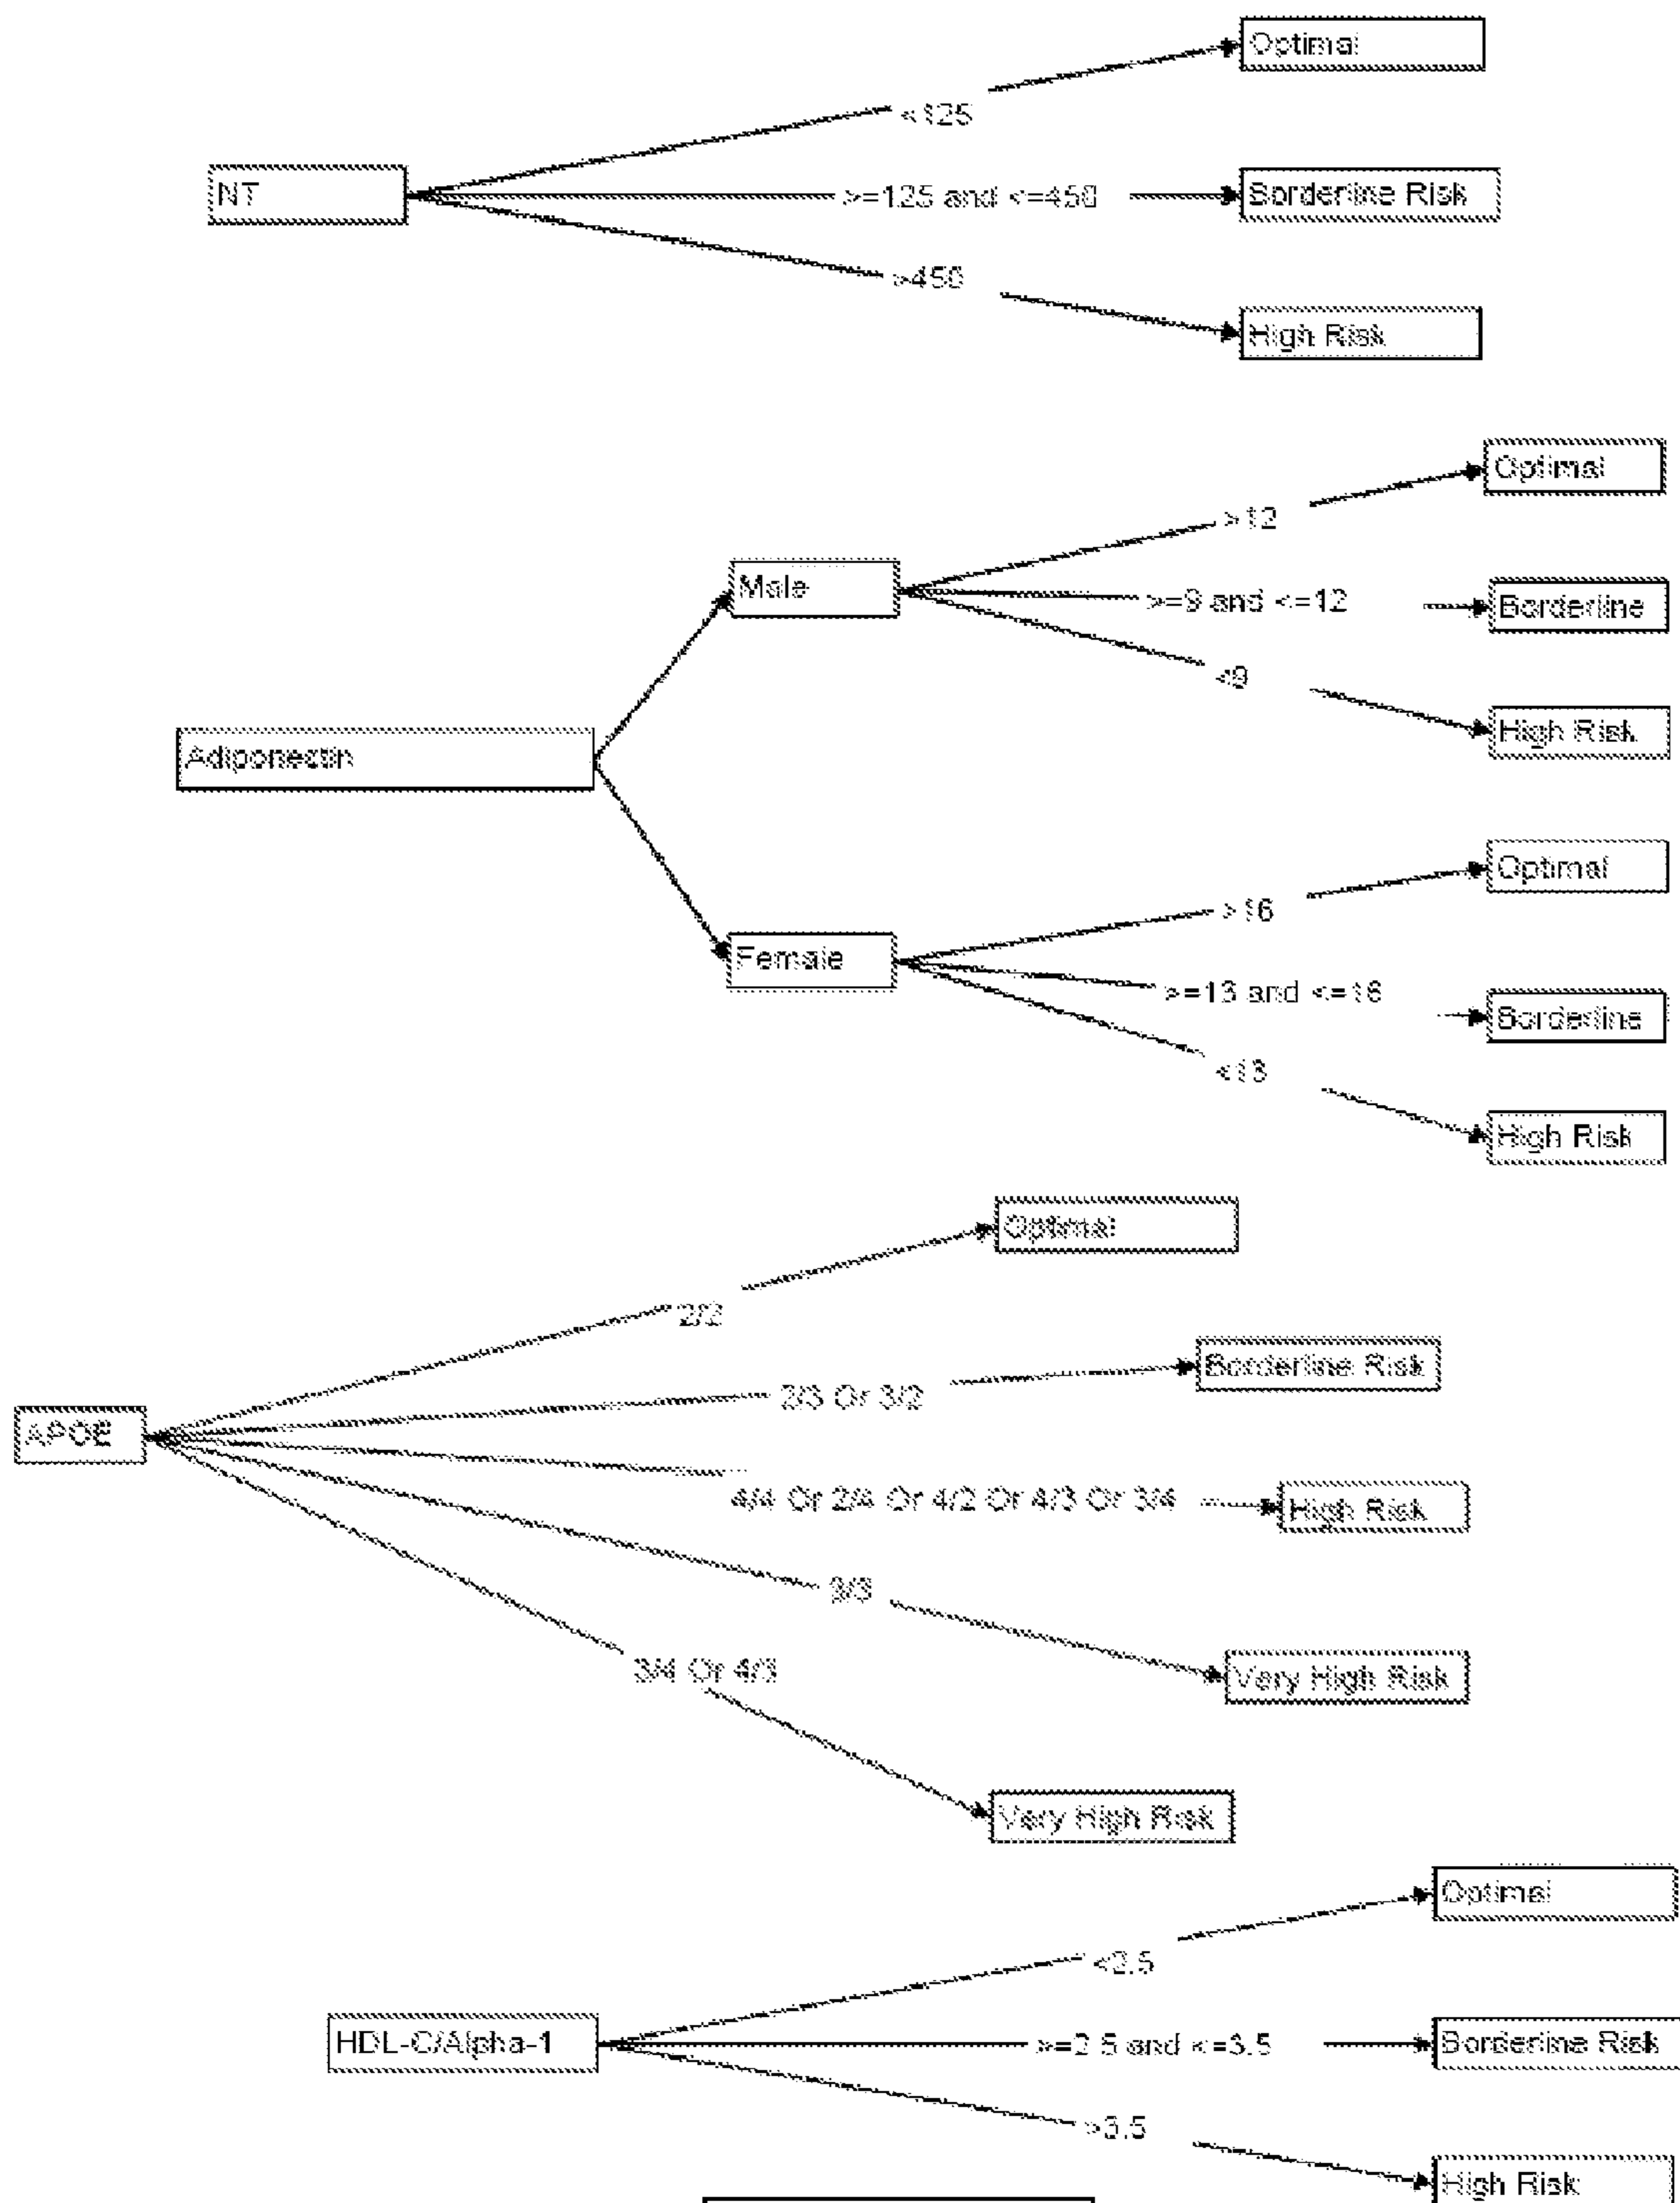 Optimal
<125
NT
>=125 and <=450
Borderline Risk
>450
High Risk
Optimal
>12
Male
>=9 and <=12
Borderline
<9
High Risk
Adiponectin
Optimal
>16
Female
>=13 and <=16
Borderline
<13
High Risk
Optimal
2/2
Borderline Risk
2/3 Or 3/2
APOE
4/4 Or 2/4 Or 4/2 Or 4/3 Or 3/4
High Risk
3/3
Very High Risk
3/4 Or 4/3
Very High Risk
Optimal
<2.5
HDL-C/Alpha-1
>=2.5 and <=3.5
Borderline Risk
>3.5
High Risk